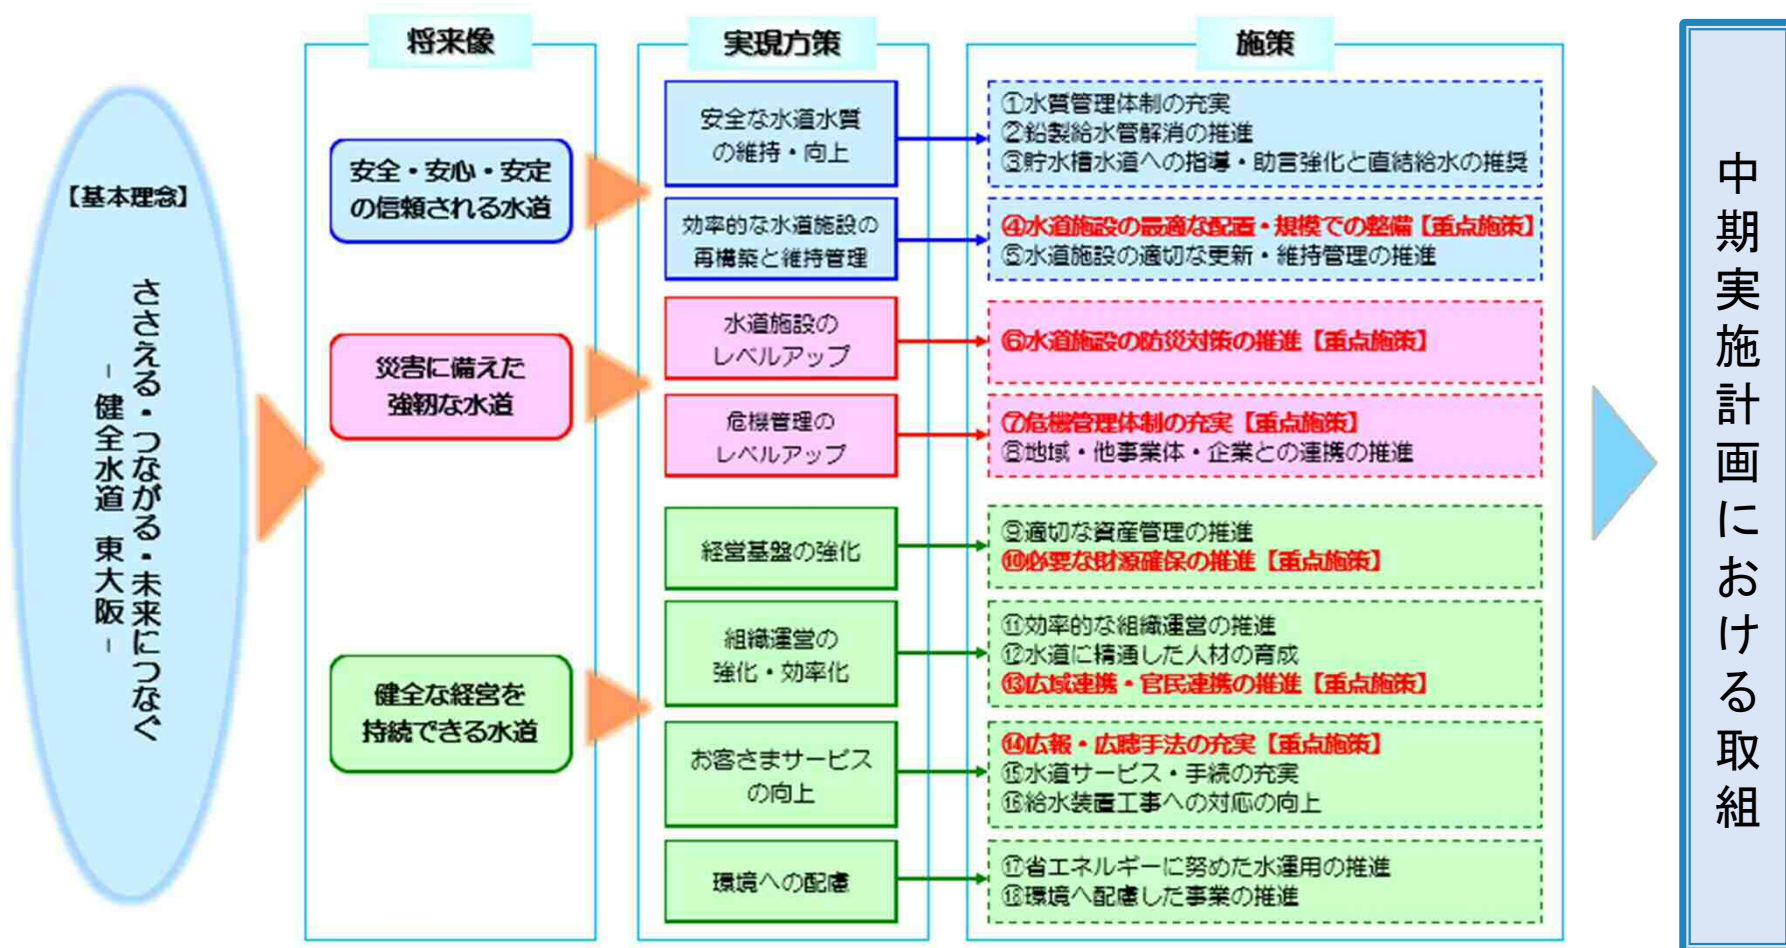 【基本理念】
ささえる・つながる・未来につなぐ
- 健全水道 東大阪 -
将来像
安全・安心・安定
の信頼される水道
災害に備えた
強靭な水道
健全な経営を
持続できる水道
実現方策
安全な水道水質
の維持・向上
効率的な水道施設の
再構築と維持管理
水道施設の
レベルアップ
危機管理の
レベルアップ
経営基盤の強化
組織運営の
強化・効率化
お客さまサービス
の向上
環境への配慮
施策
①水質管理体制の充実
②鉛製給水管解消の推進
③貯水槽水道への指導・助言強化と直結給水の推奨
④水道施設の最適な配置・規模での整備【重点施策】
⑤水道施設の適切な更新・維持管理の推進
⑥水道施設の防災対策の推進【重点施策】
⑦危機管理体制の充実【重点施策】
⑧地域・他事業体・企業との連携の推進
⑨適切な資産管理の推進
⑩必要な財源確保の推進【重点施策】
⑪効率的な組織運営の推進
⑫水道に精通した人材の育成
⑬広域連携・官民連携の推進【重点施策】
⑭広報・広聴手法の充実【重点施策】
⑮水道サービス・手続の充実
⑯給水装置工事への対応の向上
⑰省エネルギーに努めた水運用の推進
⑱環境へ配慮した事業の推進
中期実施計画における取組